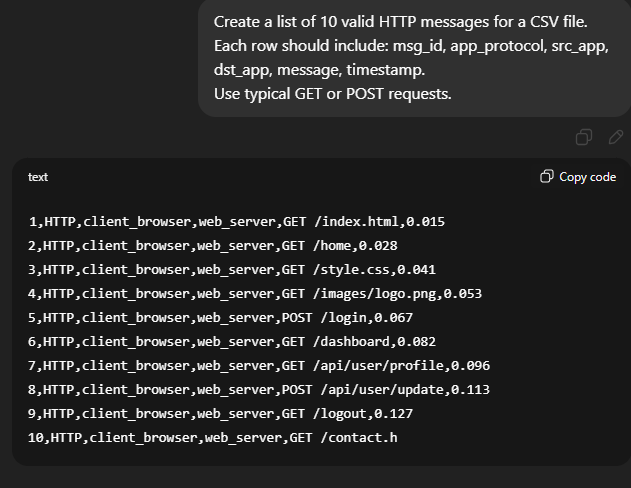 Create a list of 10 valid HTTP messages for a CSV file.
Each row should include: msg_id, app_protocol, src_app,
dst_app, message, timestamp.
Use typical GET or POST requests.
text
Copy code
1,HTTP,client_browser,web_server,GET /index.html,0.015
2,HTTP,client_browser,web_server,GET /home,0.028
3,HTTP,client_browser,web_server,GET /style.css,0.041
4,HTTP,client_browser,web_server,GET /images/logo.png,0.053
5,HTTP,client_browser,web_server,POST /login,0.067
6,HTTP,client_browser,web_server,GET /dashboard,0.082
7,HTTP,client_browser,web_server,GET /api/user/profile,0.096
8,HTTP,client_browser,web_server,POST /api/user/update,0.113
9,HTTP,client_browser,web_server,GET /logout,0.127
10,HTTP,client_browser,web_server,GET /contact.h